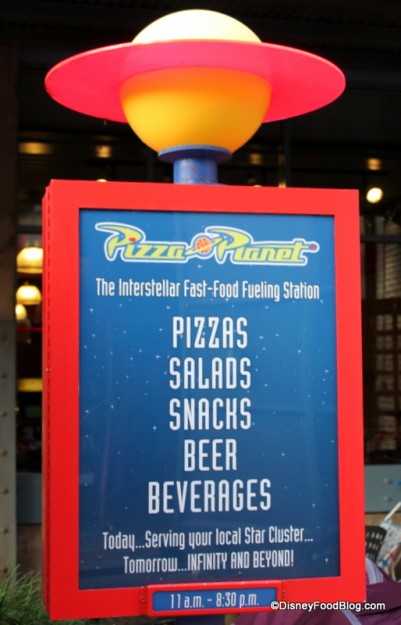 Pizza Planet
The Interstellar Fast-Food Fueling Station
PIZZAS
SALADS
SNACKS
BEER
BEVERAGES
Today...Serving your local Star Cluster...
Tomorrow...INFINITY AND BEYOND!
11 a.m. - 8:30 p.m.
©DisneyFoodBlog.com